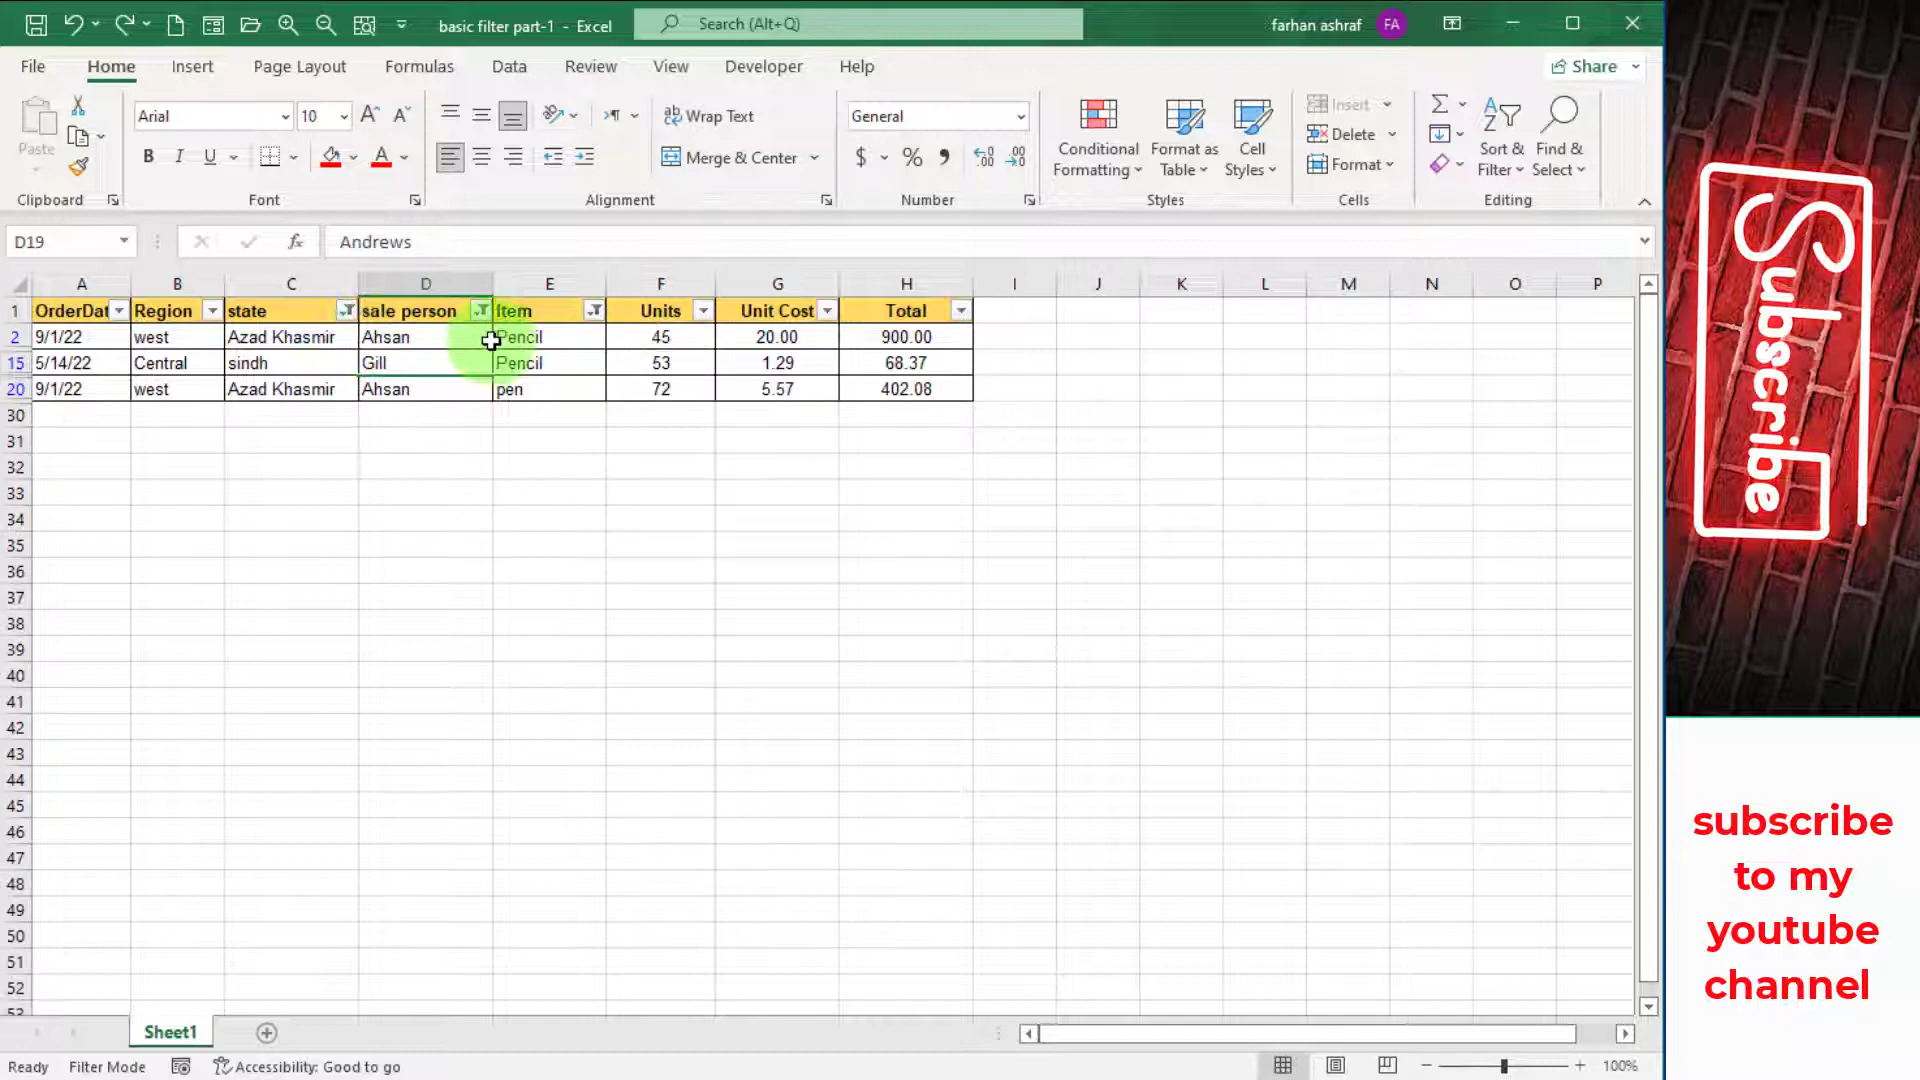 basic filter part-1 - Excel
Search (Alt+Q)
farhan ashraf
FA
File Home Insert Page Layout Formulas Data Review View Developer Help
Share
Paste
Clipboard
Arial 10
B I U
Font
Wrap Text
Merge & Center
Alignment
General
$ % ,
Number
Conditional Formatting
Format as Table
Cell Styles
Styles
Insert
Delete
Format
Cells
Sort & Filter
Find & Select
Editing
D19
fx
Andrews
A B C D E F G H I J K L M N O P
1 OrderDat Region state sale person Item Units Unit Cost Total
2 9/1/22 west Azad Khasmir Ahsan Pencil 45 20.00 900.00
15 5/14/22 Central sindh Gill Pencil 53 1.29 68.37
20 9/1/22 west Azad Khasmir Ahsan pen 72 5.57 402.08
30
31
32
33
34
35
36
37
38
39
40
41
42
43
44
45
46
47
48
49
50
51
52
53
Sheet1
Ready Filter Mode Accessibility: Good to go
100%
Subscribe
subscribe
to my
youtube
channel